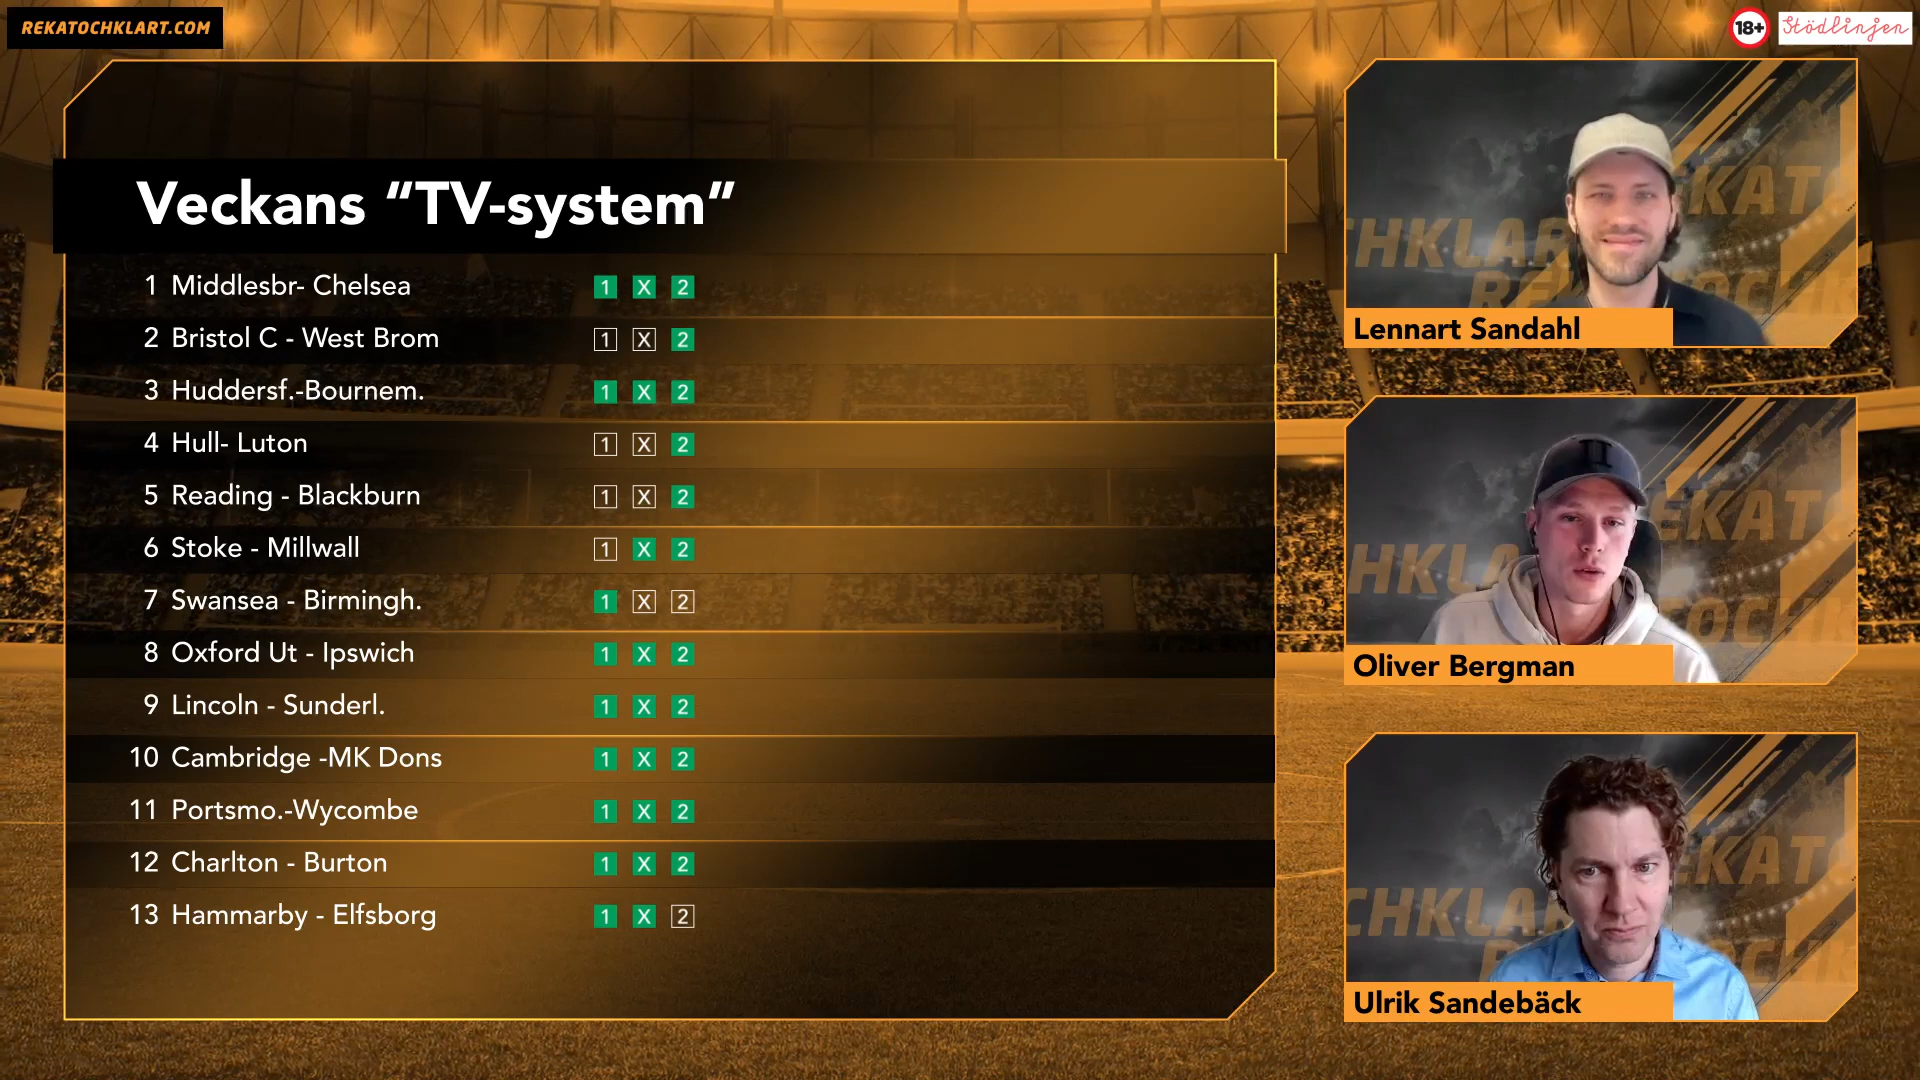 REKATOCHKLART.COM
18+
Stödlinjen
Veckans “TV-system”
1 Middlesbr- Chelsea 1 X 2
2 Bristol C - West Brom 1 X 2
3 Huddersf.-Bournem. 1 X 2
4 Hull- Luton 1 X 2
5 Reading - Blackburn 1 X 2
6 Stoke - Millwall 1 X 2
7 Swansea - Birmingh. 1 X 2
8 Oxford Ut - Ipswich 1 X 2
9 Lincoln - Sunderl. 1 X 2
10 Cambridge -MK Dons 1 X 2
11 Portsmo.-Wycombe 1 X 2
12 Charlton - Burton 1 X 2
13 Hammarby - Elfsborg 1 X 2
Lennart Sandahl
Oliver Bergman
Ulrik Sandebäck